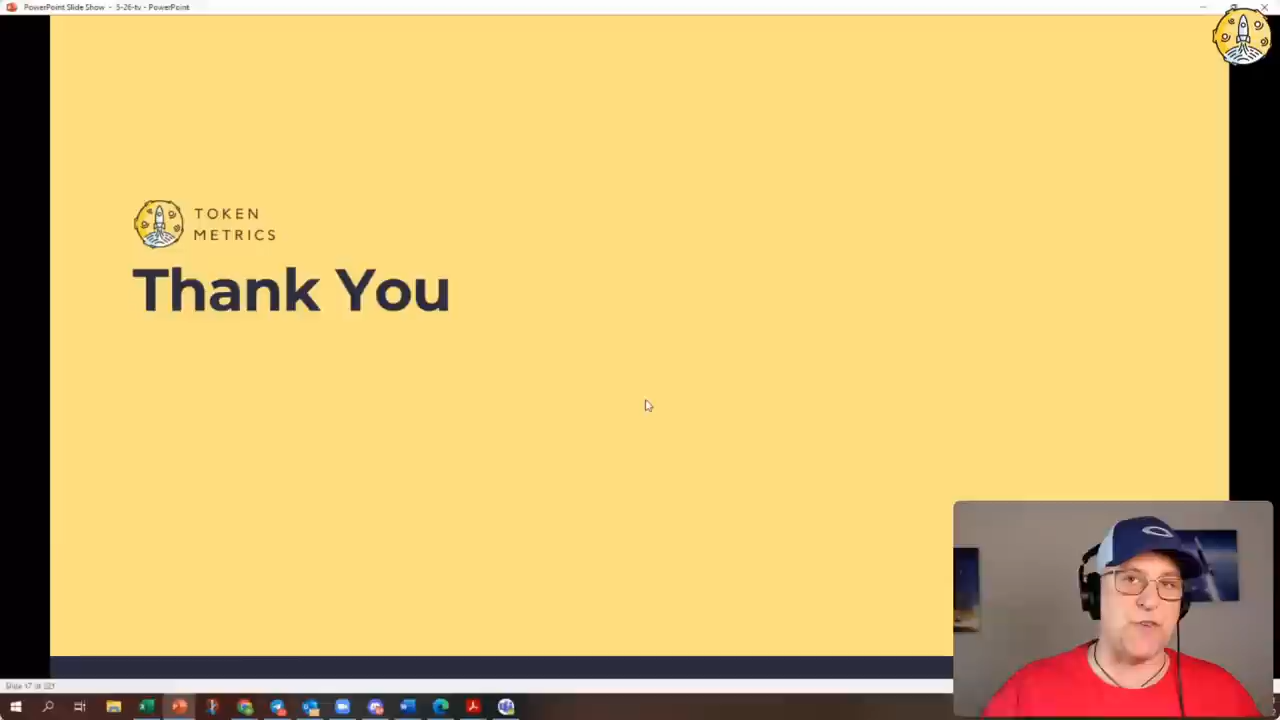 PowerPoint Slide Show - 5-26-tv - PowerPoint
TOKEN
METRICS
Thank You